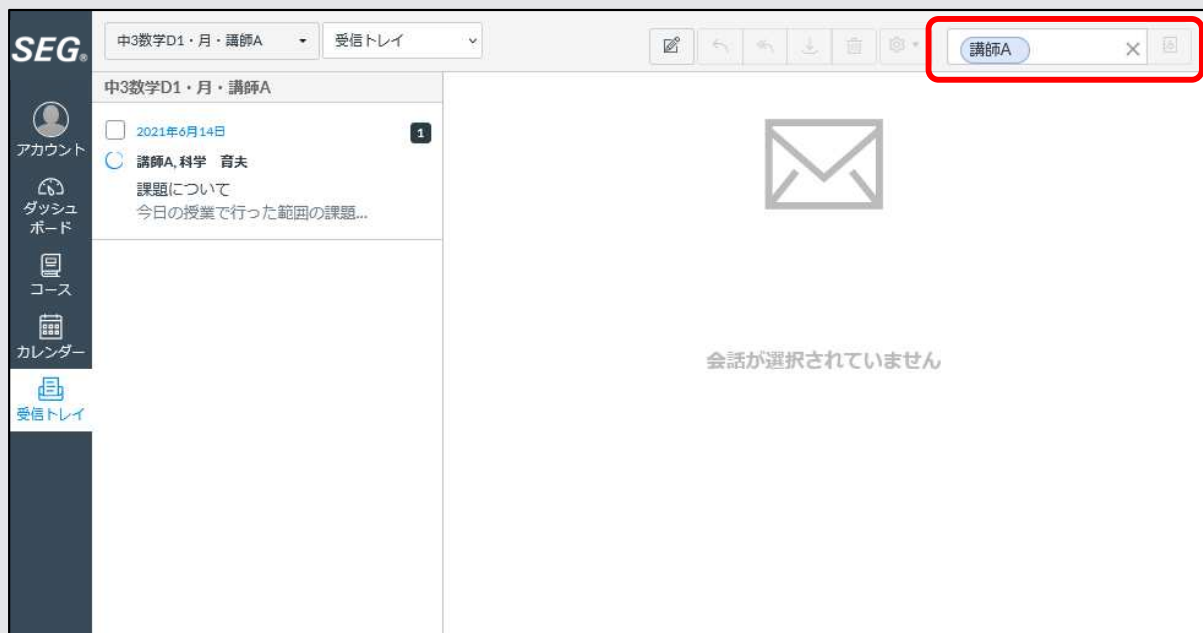 SEG®
中3数学D1・月・講師A
受信トレイ
講師A
中3数学D1・月・講師A
2021年6月14日
1
講師A, 科学　育夫
課題について
今日の授業で行った範囲の課題...
アカウント
ダッシュ
ボード
コース
カレンダー
受信トレイ
会話が選択されていません